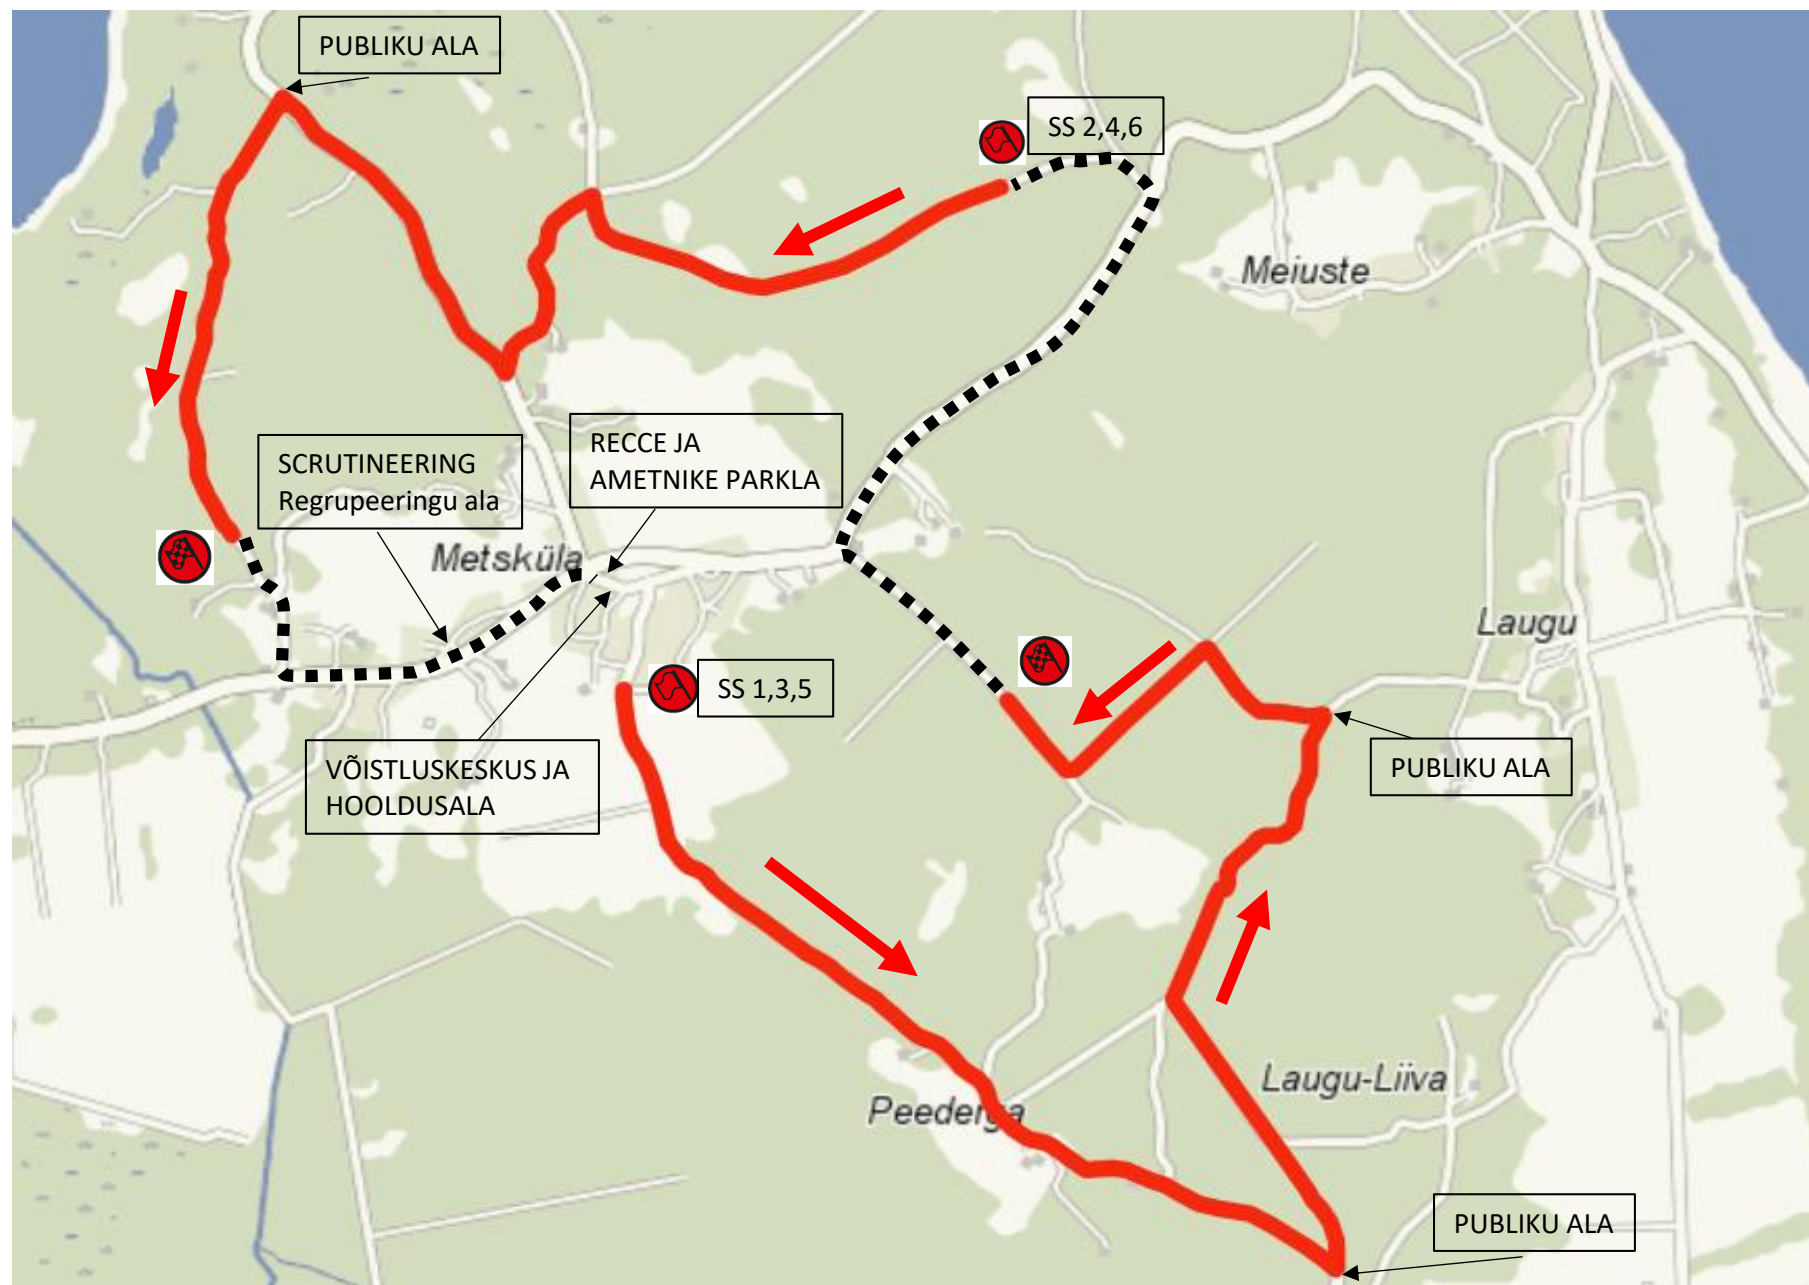 PUBLIKU ALA
SS 2,4,6
Meiuste
RECCE JA
AMETNIKE PARKLA
SCRUTINEERING
Regrupeeringu ala
Metsküla
Laugu
SS 1,3,5
VÕISTLUSKESKUS JA
HOOLDUSALA
PUBLIKU ALA
Laugu-Liiva
Peederga
PUBLIKU ALA